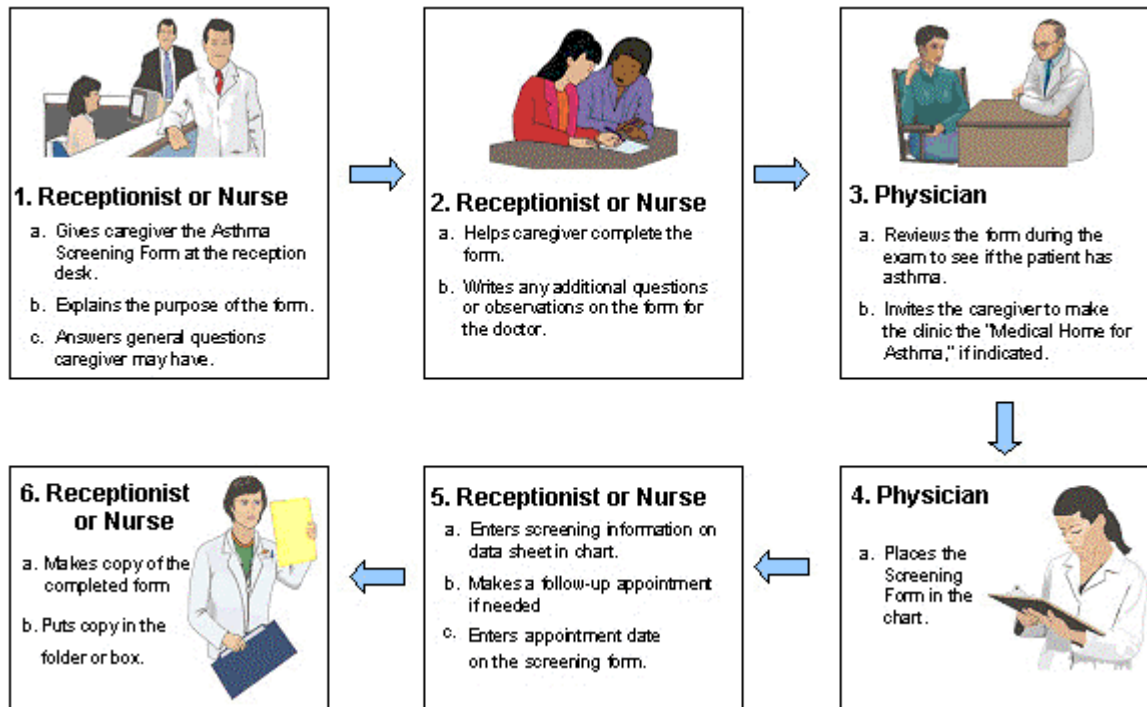 1. Receptionist or Nurse
a. Gives caregiver the Asthma
Screening Form at the reception
desk.
b. Explains the purpose of the form.
c. Answers general questions
caregiver may have.
2. Receptionist or Nurse
a. Helps caregiver complete the
form.
b. Writes any additional questions
or observations on the form for
the doctor.
3. Physician
a. Reviews the form during the
exam to see if the patient has
asthma.
b. Invites the caregiver to make
the clinic the "Medical Home for
Asthma," if indicated.
4. Physician
a. Places the
Screening
Form in the
chart.
5. Receptionist or Nurse
a. Enters screening information on
data sheet in chart.
b. Makes a follow-up appointment
if needed
c. Enters appointment date
on the screening form.
6. Receptionist
or Nurse
a. Makes copy of the
completed form
b. Puts copy in the
folder or box.